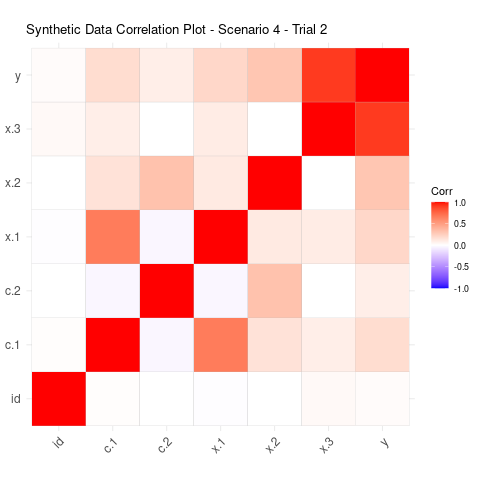 Synthetic Data Correlation Plot - Scenario 4 - Trial 2
y
x.3
x.2
x.1
c.2
c.1
id
id
c.1
c.2
x.1
x.2
x.3
y
Corr
1.0
0.5
0.0
-0.5
-1.0